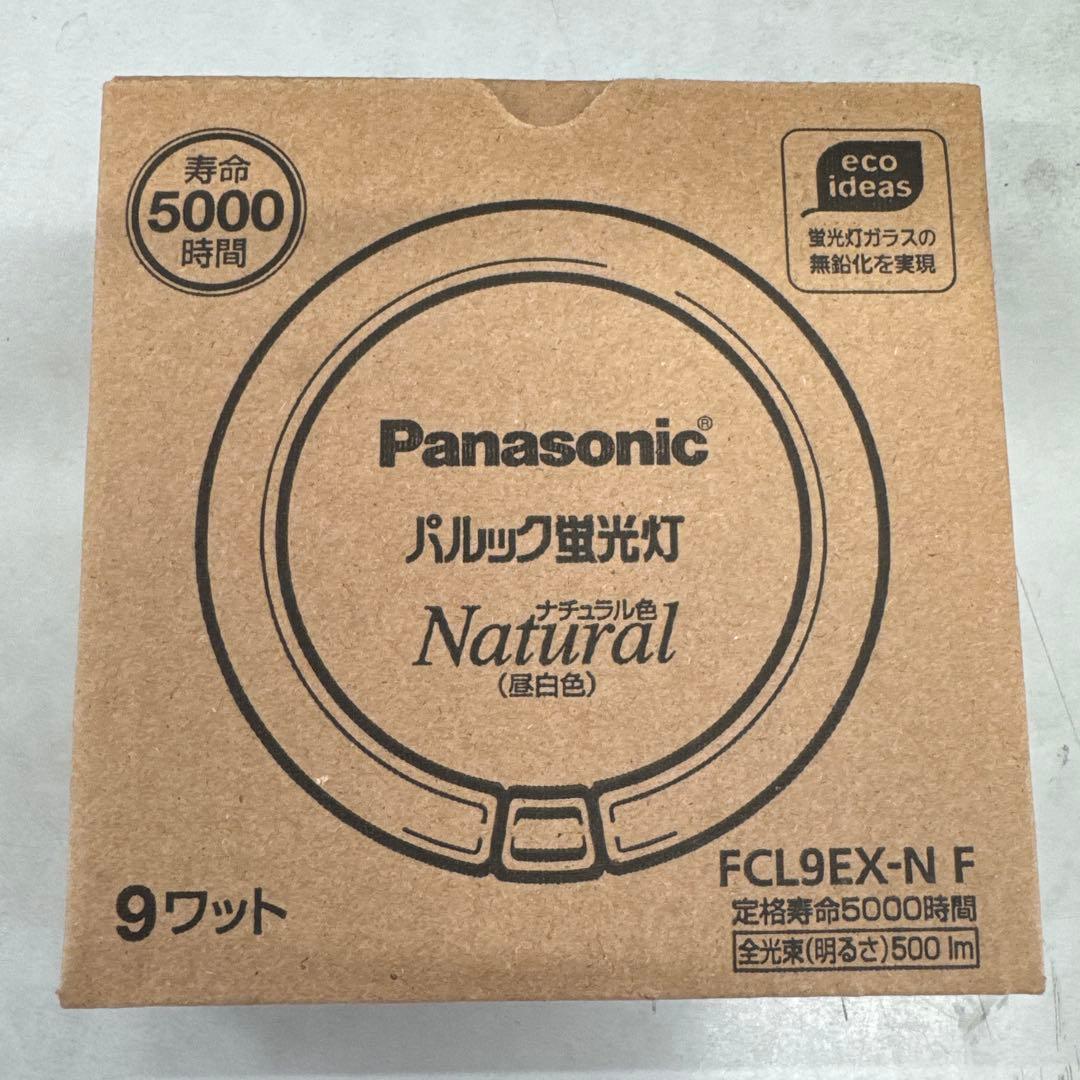 寿命
5000
時間
eco
ideas
蛍光灯ガラスの
無鉛化を実現
Panasonic®
パルック蛍光灯
ナチュラル色
Natural
(昼白色)
9ワット
FCL9EX-N F
定格寿命5000時間
全光束(明るさ)500 lm